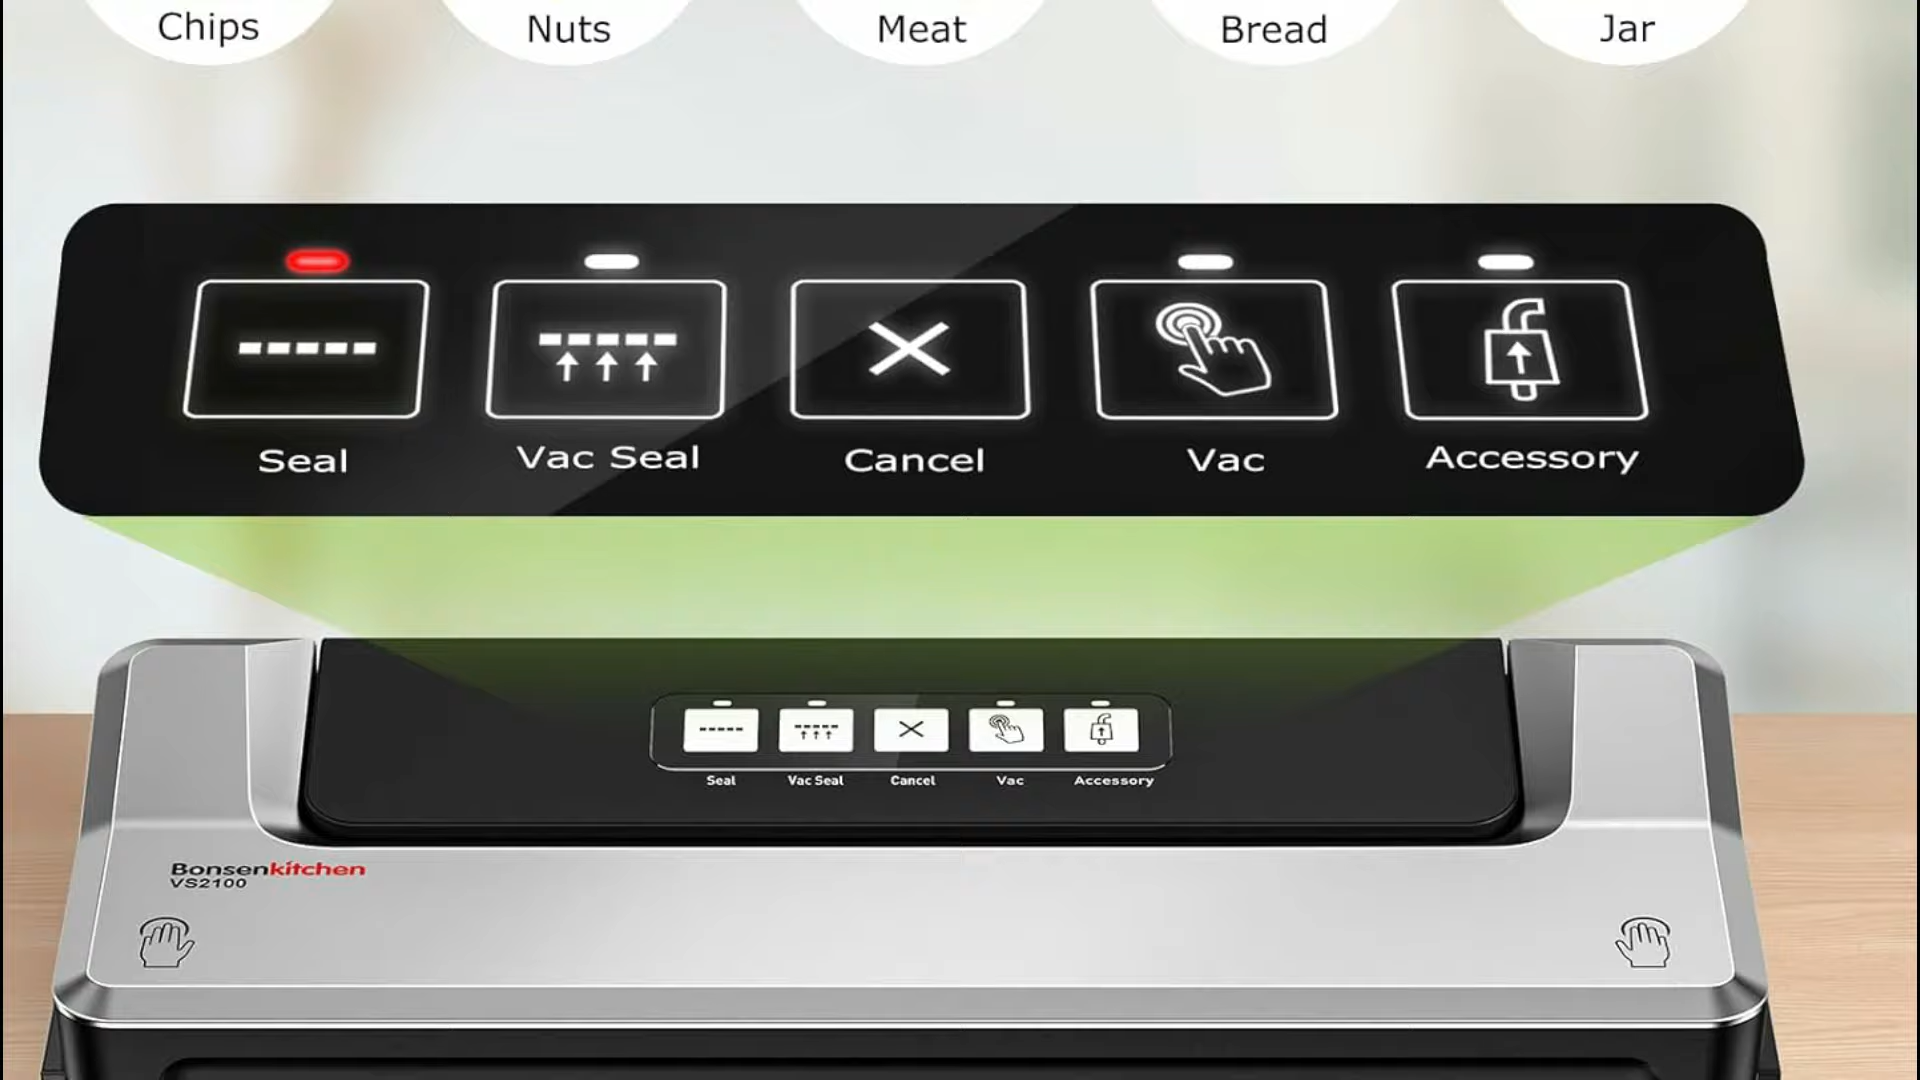 Chips Nuts Meat Bread Jar
Seal Vac Seal Cancel Vac Accessory
Seal Vac Seal Cancel Vac Accessory
Bonsenkitchen
VS2100